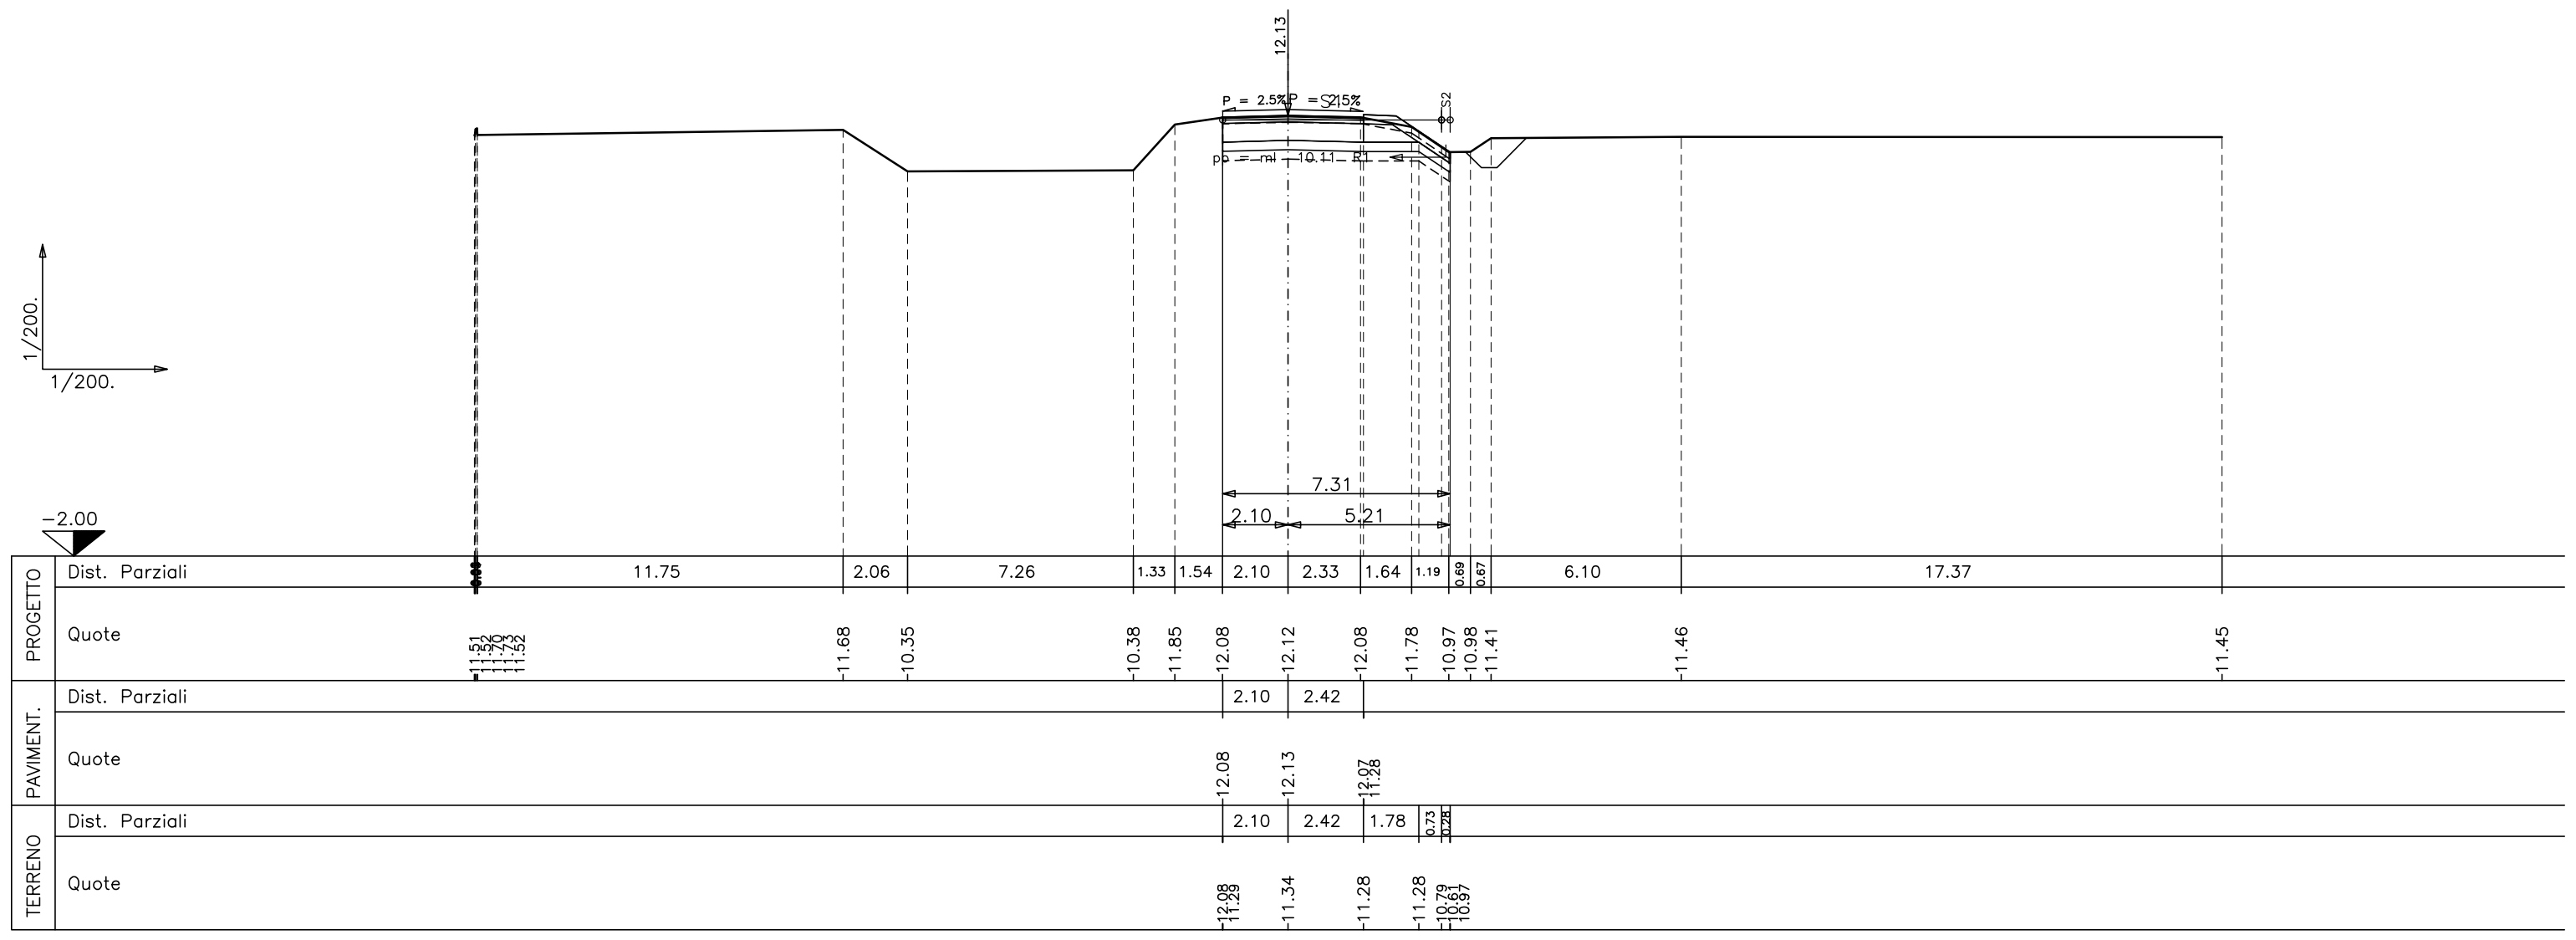 12.13
P = 2.5% P = 2.5%
S2
pp = ml 10.11 R1
1/200.
1/200.
7.31
2.10 5.21
-2.00
PROGETTO
Dist. Parziali 11.75 2.06 7.26 1.33 1.54 2.10 2.33 1.64 1.19 0.69 0.67 6.10 17.37
Quote 11.51 11.52 11.70 11.73 11.52 11.68 10.35 10.38 11.85 12.08 12.12 12.08 11.78 10.97 10.98 11.41 11.46 11.45
PAVIMENT.
Dist. Parziali 2.10 2.42
Quote 12.08 12.13 12.07 11.28
TERRENO
Dist. Parziali 2.10 2.42 1.78 0.73 0.28
Quote 12.08 11.29 11.34 11.28 11.28 10.79 10.61 10.97